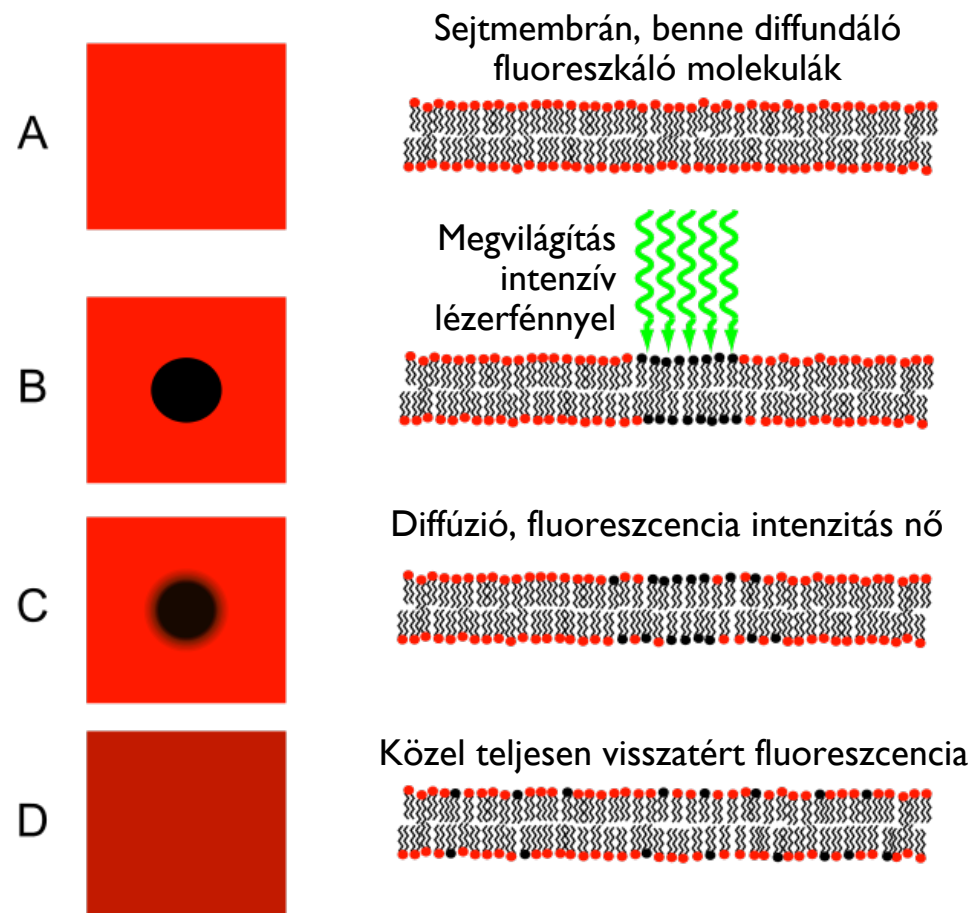 Sejtmembrán, benne diffundáló
fluoreszkáló molekulák
A
Megvilágítás
intenzív
lézerfénnyel
B
Diffúzió, fluoreszcencia intenzitás nő
C
Közel teljesen visszatért fluoreszcencia
D